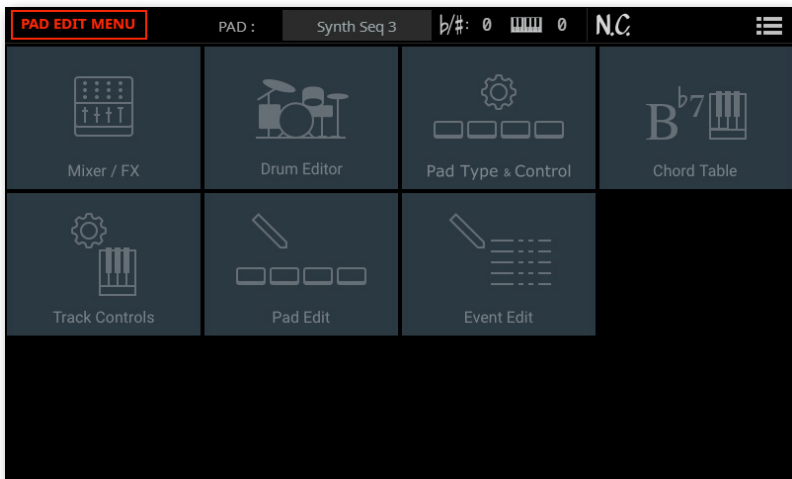 PAD EDIT MENU PAD : Synth Seq 3 ♭/#: 0 0 N.C.
Mixer / FX Drum Editor Pad Type & Control B♭7 Chord Table
Track Controls Pad Edit Event Edit